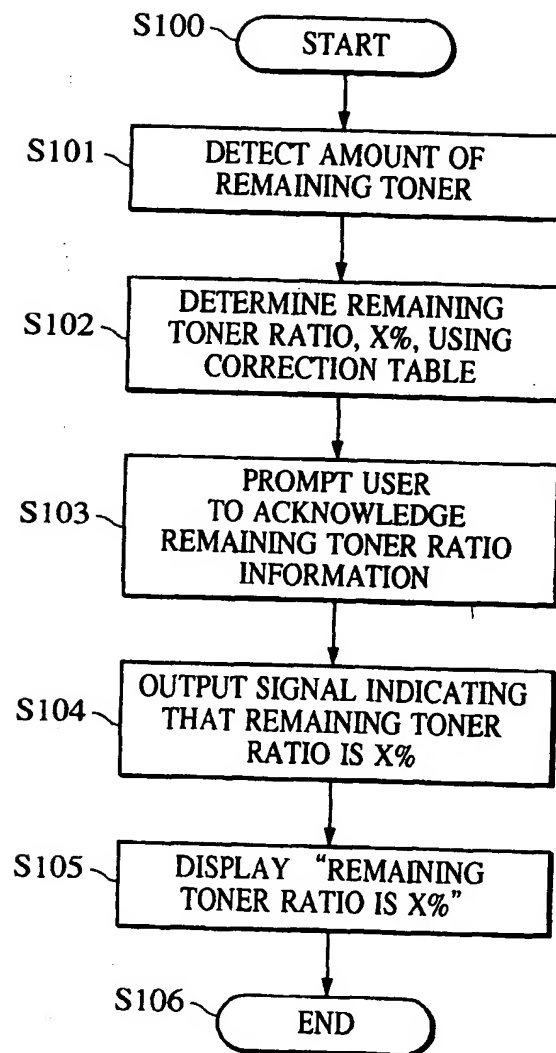 S100
START
S101
DETECT AMOUNT OF
REMAINING TONER
S102
DETERMINE REMAINING
TONER RATIO, X%, USING
CORRECTION TABLE
S103
PROMPT USER
TO ACKNOWLEDGE
REMAINING TONER RATIO
INFORMATION
S104
OUTPUT SIGNAL INDICATING
THAT REMAINING TONER
RATIO IS X%
S105
DISPLAY “REMAINING
TONER RATIO IS X%”
S106
END